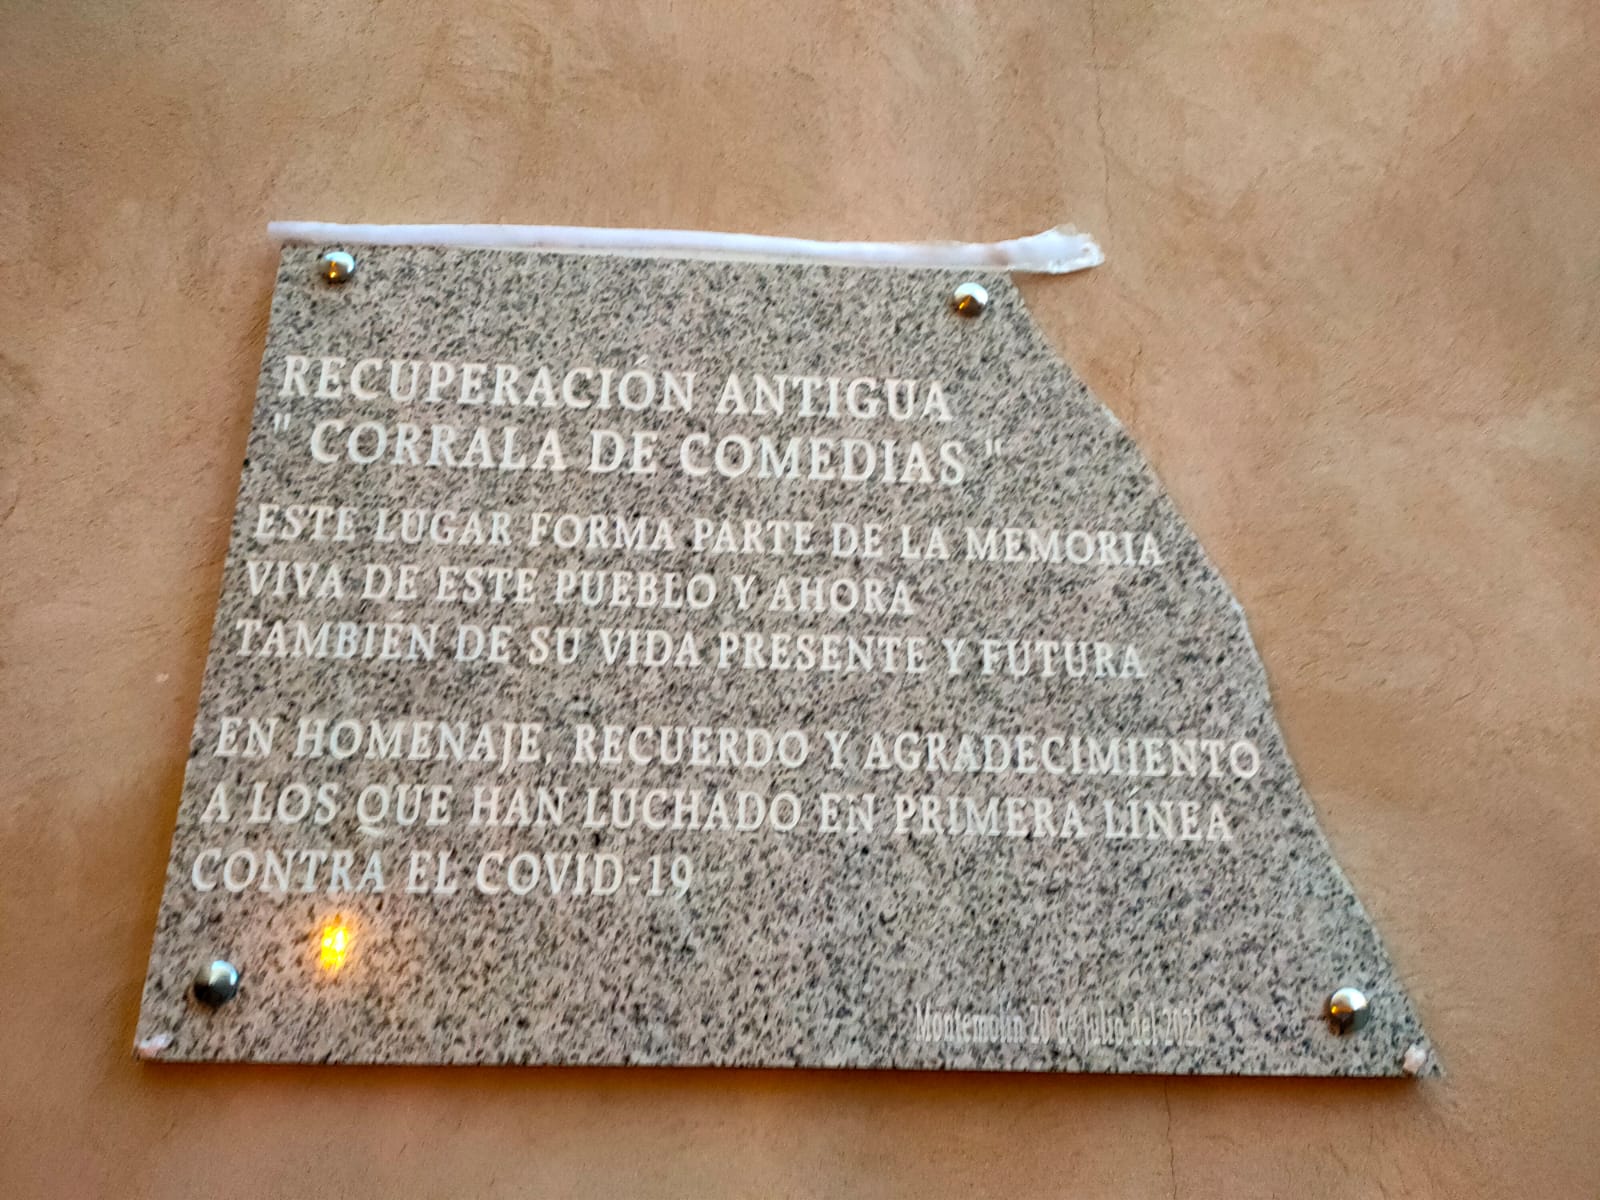 RECUPERACIÓN ANTIGUA
" CORRALA DE COMEDIAS "
ESTE LUGAR FORMA PARTE DE LA MEMORIA
VIVA DE ESTE PUEBLO Y AHORA
TAMBIÉN DE SU VIDA PRESENTE Y FUTURA
EN HOMENAJE, RECUERDO Y AGRADECIMIENTO
A LOS QUE HAN LUCHADO EN PRIMERA LÍNEA
CONTRA EL COVID-19
Montemolín 20 de Julio del